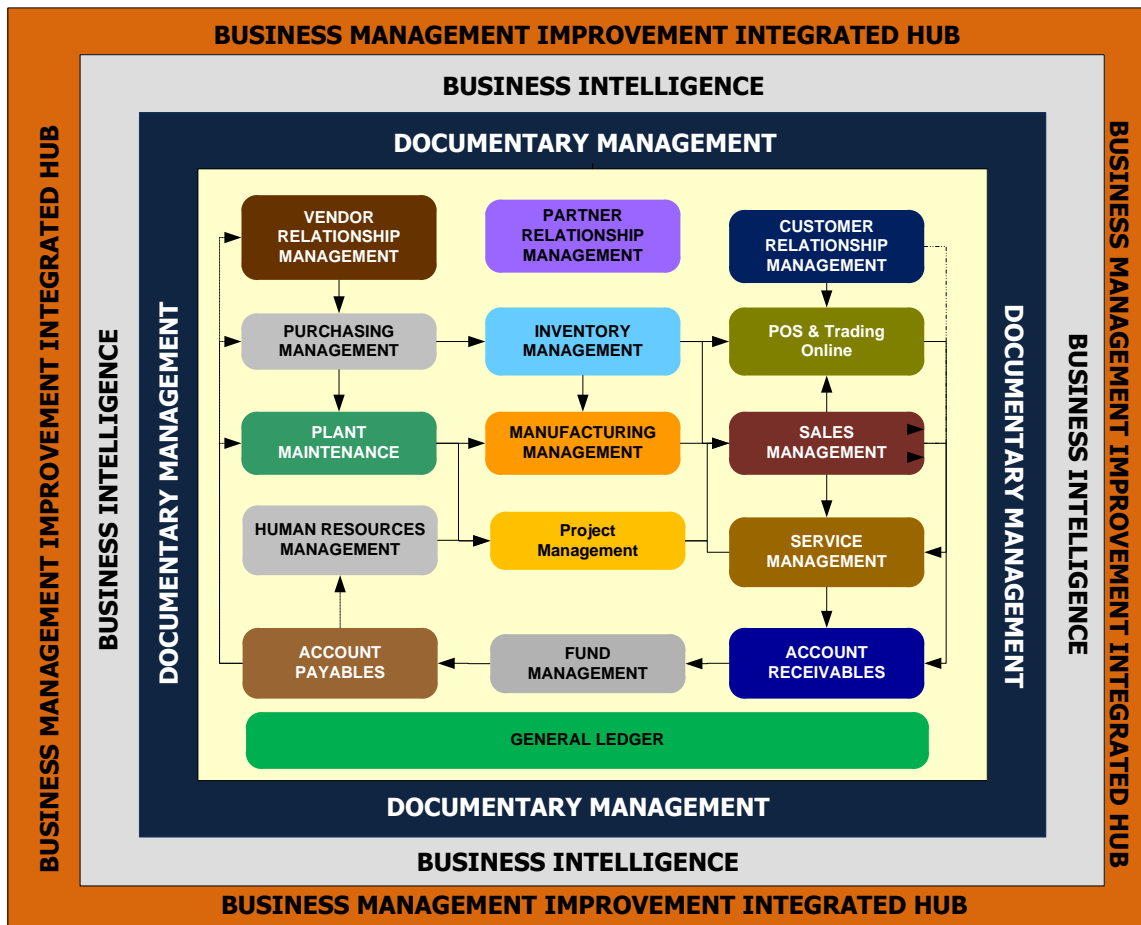 BUSINESS MANAGEMENT IMPROVEMENT INTEGRATED HUB
BUSINESS INTELLIGENCE
DOCUMENTARY MANAGEMENT
BUSINESS MANAGEMENT IMPROVEMENT INTEGRATED HUB
BUSINESS INTELLIGENCE
DOCUMENTARY MANAGEMENT
VENDOR
RELATIONSHIP
MANAGEMENT
PARTNER
RELATIONSHIP
MANAGEMENT
CUSTOMER
RELATIONSHIP
MANAGEMENT
PURCHASING
MANAGEMENT
INVENTORY
MANAGEMENT
POS & Trading
Online
PLANT
MAINTENANCE
MANUFACTURING
MANAGEMENT
SALES
MANAGEMENT
HUMAN RESOURCES
MANAGEMENT
Project
Management
SERVICE
MANAGEMENT
ACCOUNT
PAYABLES
FUND
MANAGEMENT
ACCOUNT
RECEIVABLES
GENERAL LEDGER
DOCUMENTARY MANAGEMENT
BUSINESS INTELLIGENCE
BUSINESS MANAGEMENT IMPROVEMENT INTEGRATED HUB
DOCUMENTARY MANAGEMENT
BUSINESS INTELLIGENCE
BUSINESS MANAGEMENT IMPROVEMENT INTEGRATED HUB